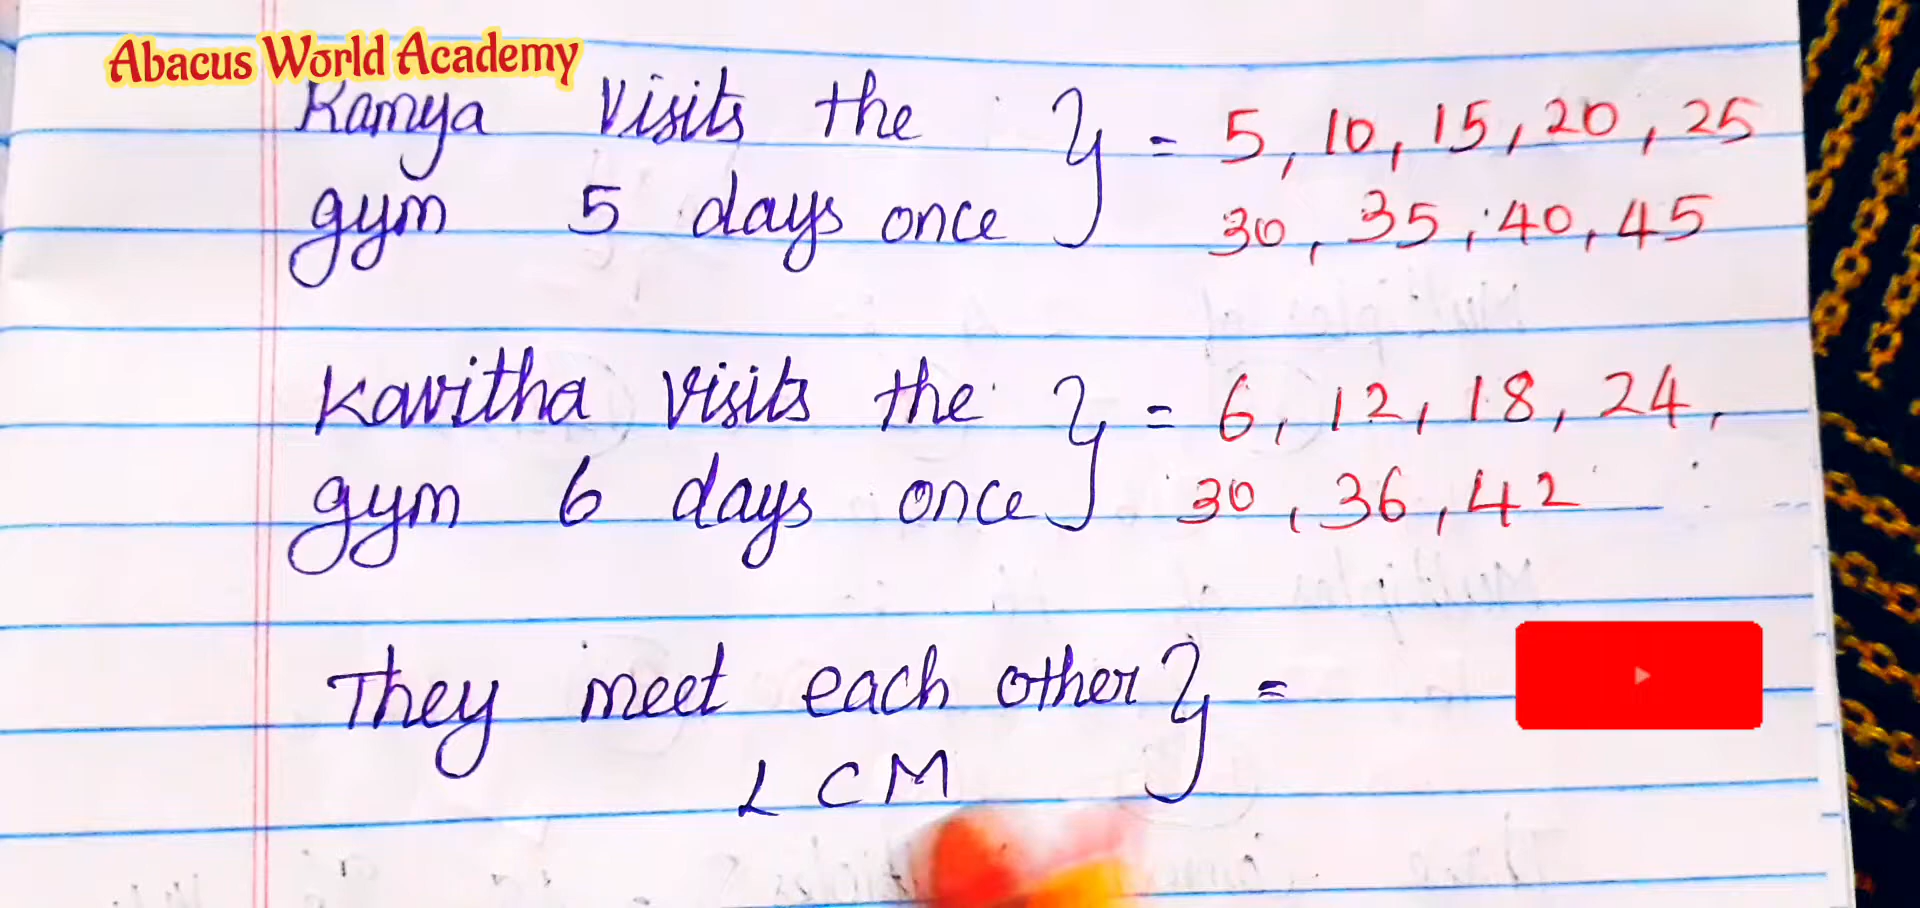 Abacus World Academy
Kamya visits the } = 5, 10, 15, 20, 25
gym 5 days once 30, 35, 40, 45
Kavitha visits the } = 6, 12, 18, 24,
gym 6 days once 30, 36, 42
They meet each other } =
LCM